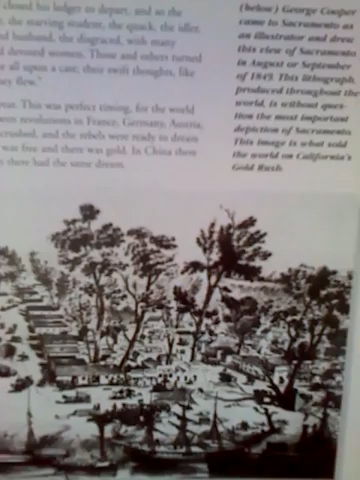 closed his ledger to depart, and so the
the starving student, the quack, the idler,
husband, the disgraced, with many
devoted women. Those and others turned
all upon a cast; their swift thoughts, like
they flew."
year. This was perfect timing, for the world
revolutions in France, Germany, Austria,
crushed, and the rebels were ready to dream
was free and there was gold. In China there
there had the same dream.
(below) George Cooper
came to Sacramento as
an illustrator and drew
this view of Sacramento
in August or September
of 1849. This lithograph,
produced throughout the
world, is without ques-
tion the most important
depiction of Sacramento.
This image is what sold
the world on California's
Gold Rush.